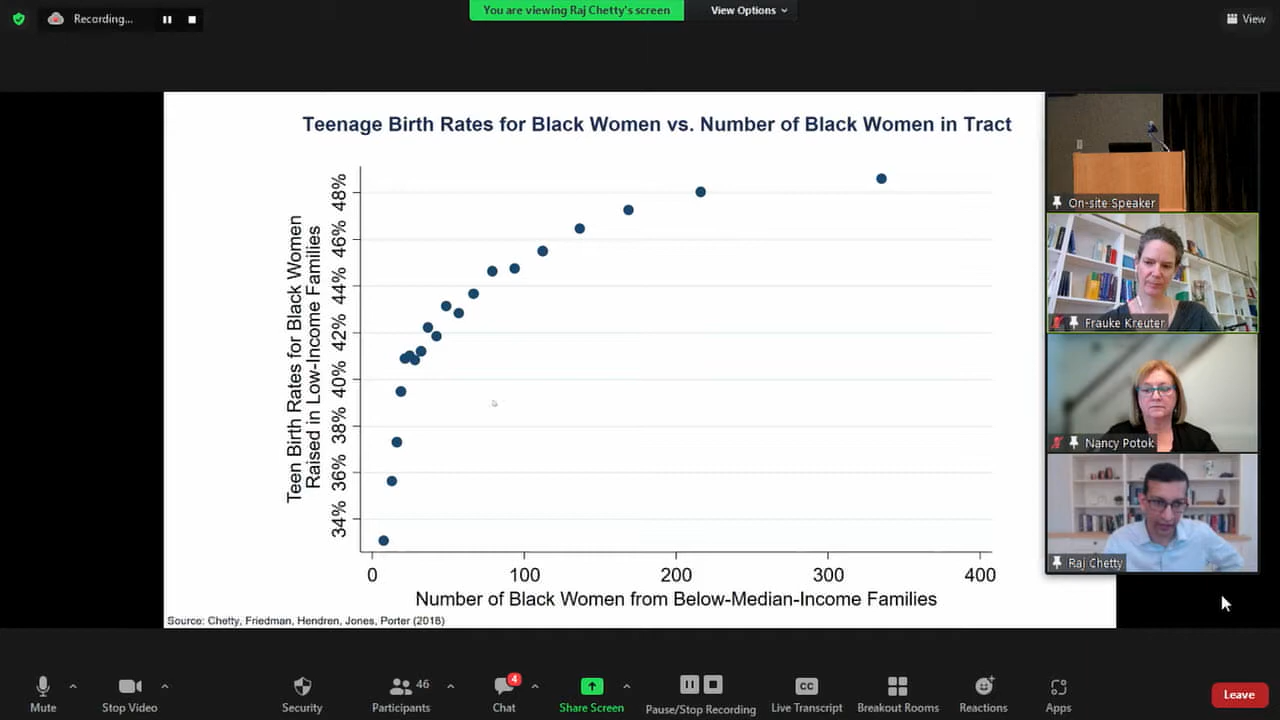 Recording...
You are viewing Raj Chetty's screen
View Options
View
Teenage Birth Rates for Black Women vs. Number of Black Women in Tract
Teen Birth Rates for Black Women
Raised in Low-Income Families
48%
46%
44%
42%
40%
38%
36%
34%
0 100 200 300 400
Number of Black Women from Below-Median-Income Families
Source: Chetty, Friedman, Hendren, Jones, Porter (2018)
On-site Speaker
Frauke Kreuter
Nancy Potok
Raj Chetty
Mute
Stop Video
Security
46
Participants
4
Chat
Share Screen
Pause/Stop Recording
CC
Live Transcript
Breakout Rooms
Reactions
Apps
Leave